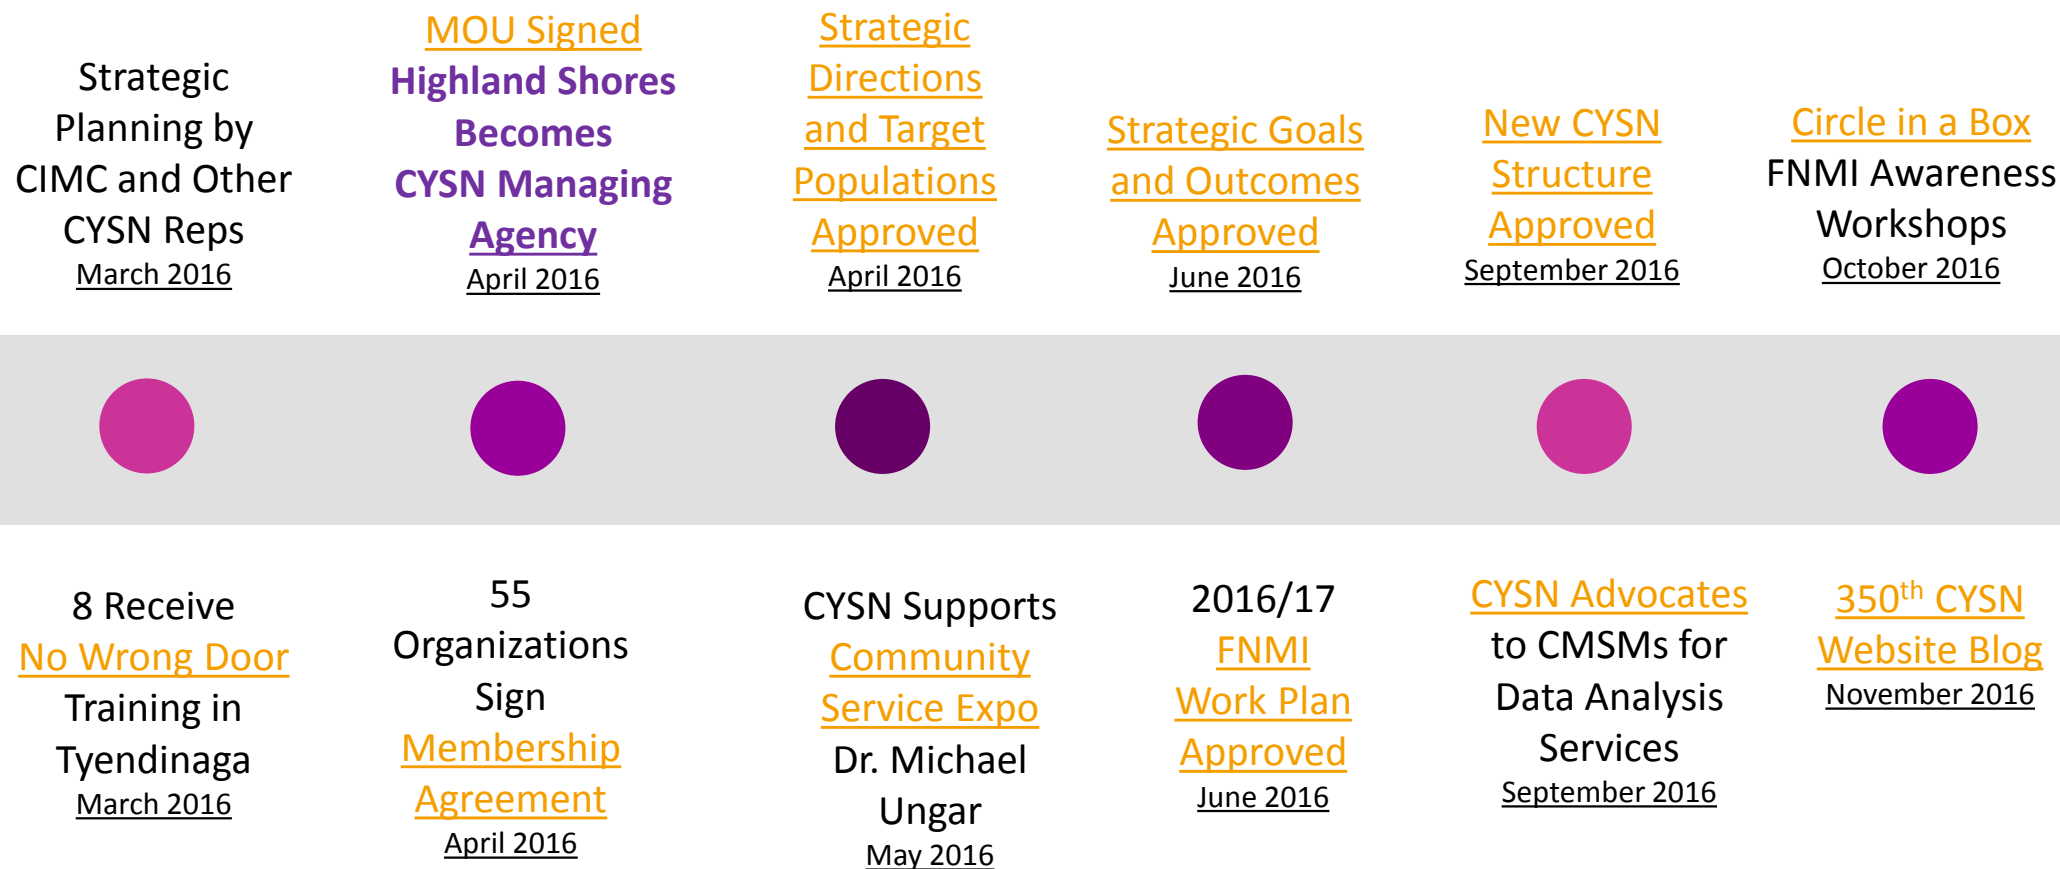 Strategic
Planning by
CIMC and Other
CYSN Reps
March 2016
MOU Signed
Highland Shores
Becomes
CYSN Managing
Agency
April 2016
Strategic
Directions
and Target
Populations
Approved
April 2016
Strategic Goals
and Outcomes
Approved
June 2016
New CYSN
Structure
Approved
September 2016
Circle in a Box
FNMI Awareness
Workshops
October 2016
8 Receive
No Wrong Door
Training in
Tyendinaga
March 2016
55
Organizations
Sign
Membership
Agreement
April 2016
CYSN Supports
Community
Service Expo
Dr. Michael
Ungar
May 2016
2016/17
FNMI
Work Plan
Approved
June 2016
CYSN Advocates
to CMSMs for
Data Analysis
Services
September 2016
350th CYSN
Website Blog
November 2016